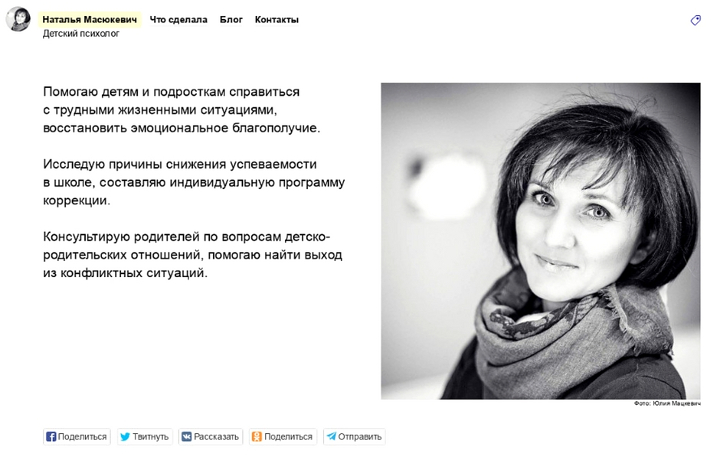 Наталья Масюкевич Что сделала Блог Контакты
Детский психолог
Помогаю детям и подросткам справиться
с трудными жизненными ситуациями,
восстановить эмоциональное благополучие.
Исследую причины снижения успеваемости
в школе, составляю индивидуальную программу
коррекции.
Консультирую родителей по вопросам детско-
родительских отношений, помогаю найти выход
из конфликтных ситуаций.
Фото: Юлия Мацкевич
Поделиться Твитнуть Рассказать Поделиться Отправить